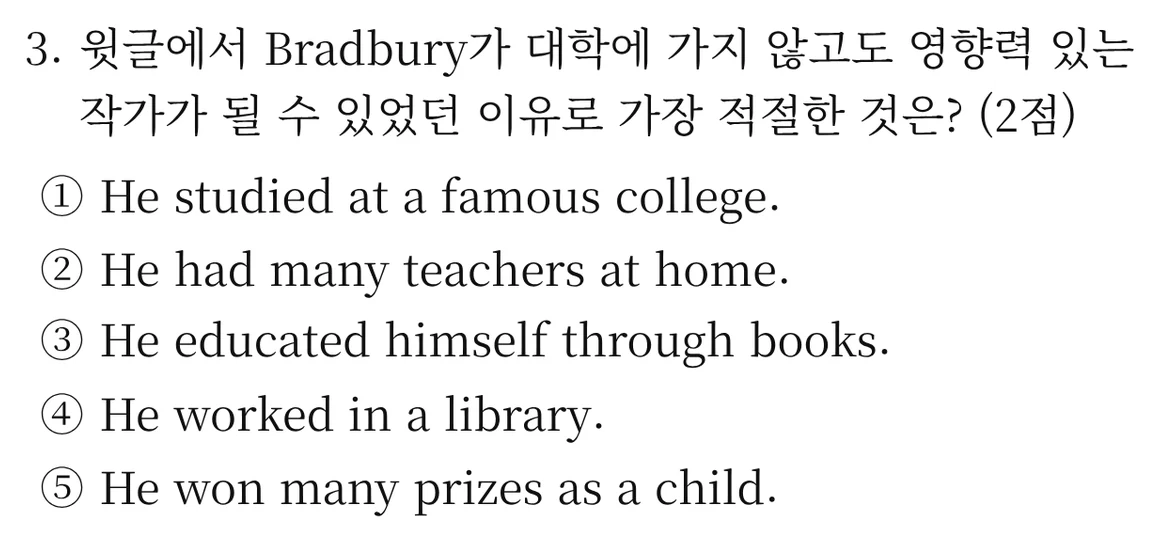 3. 윗글에서 Bradbury가 대학에 가지 않고도 영향력 있는
작가가 될 수 있었던 이유로 가장 적절한 것은? (2점)
① He studied at a famous college.
② He had many teachers at home.
③ He educated himself through books.
④ He worked in a library.
⑤ He won many prizes as a child.